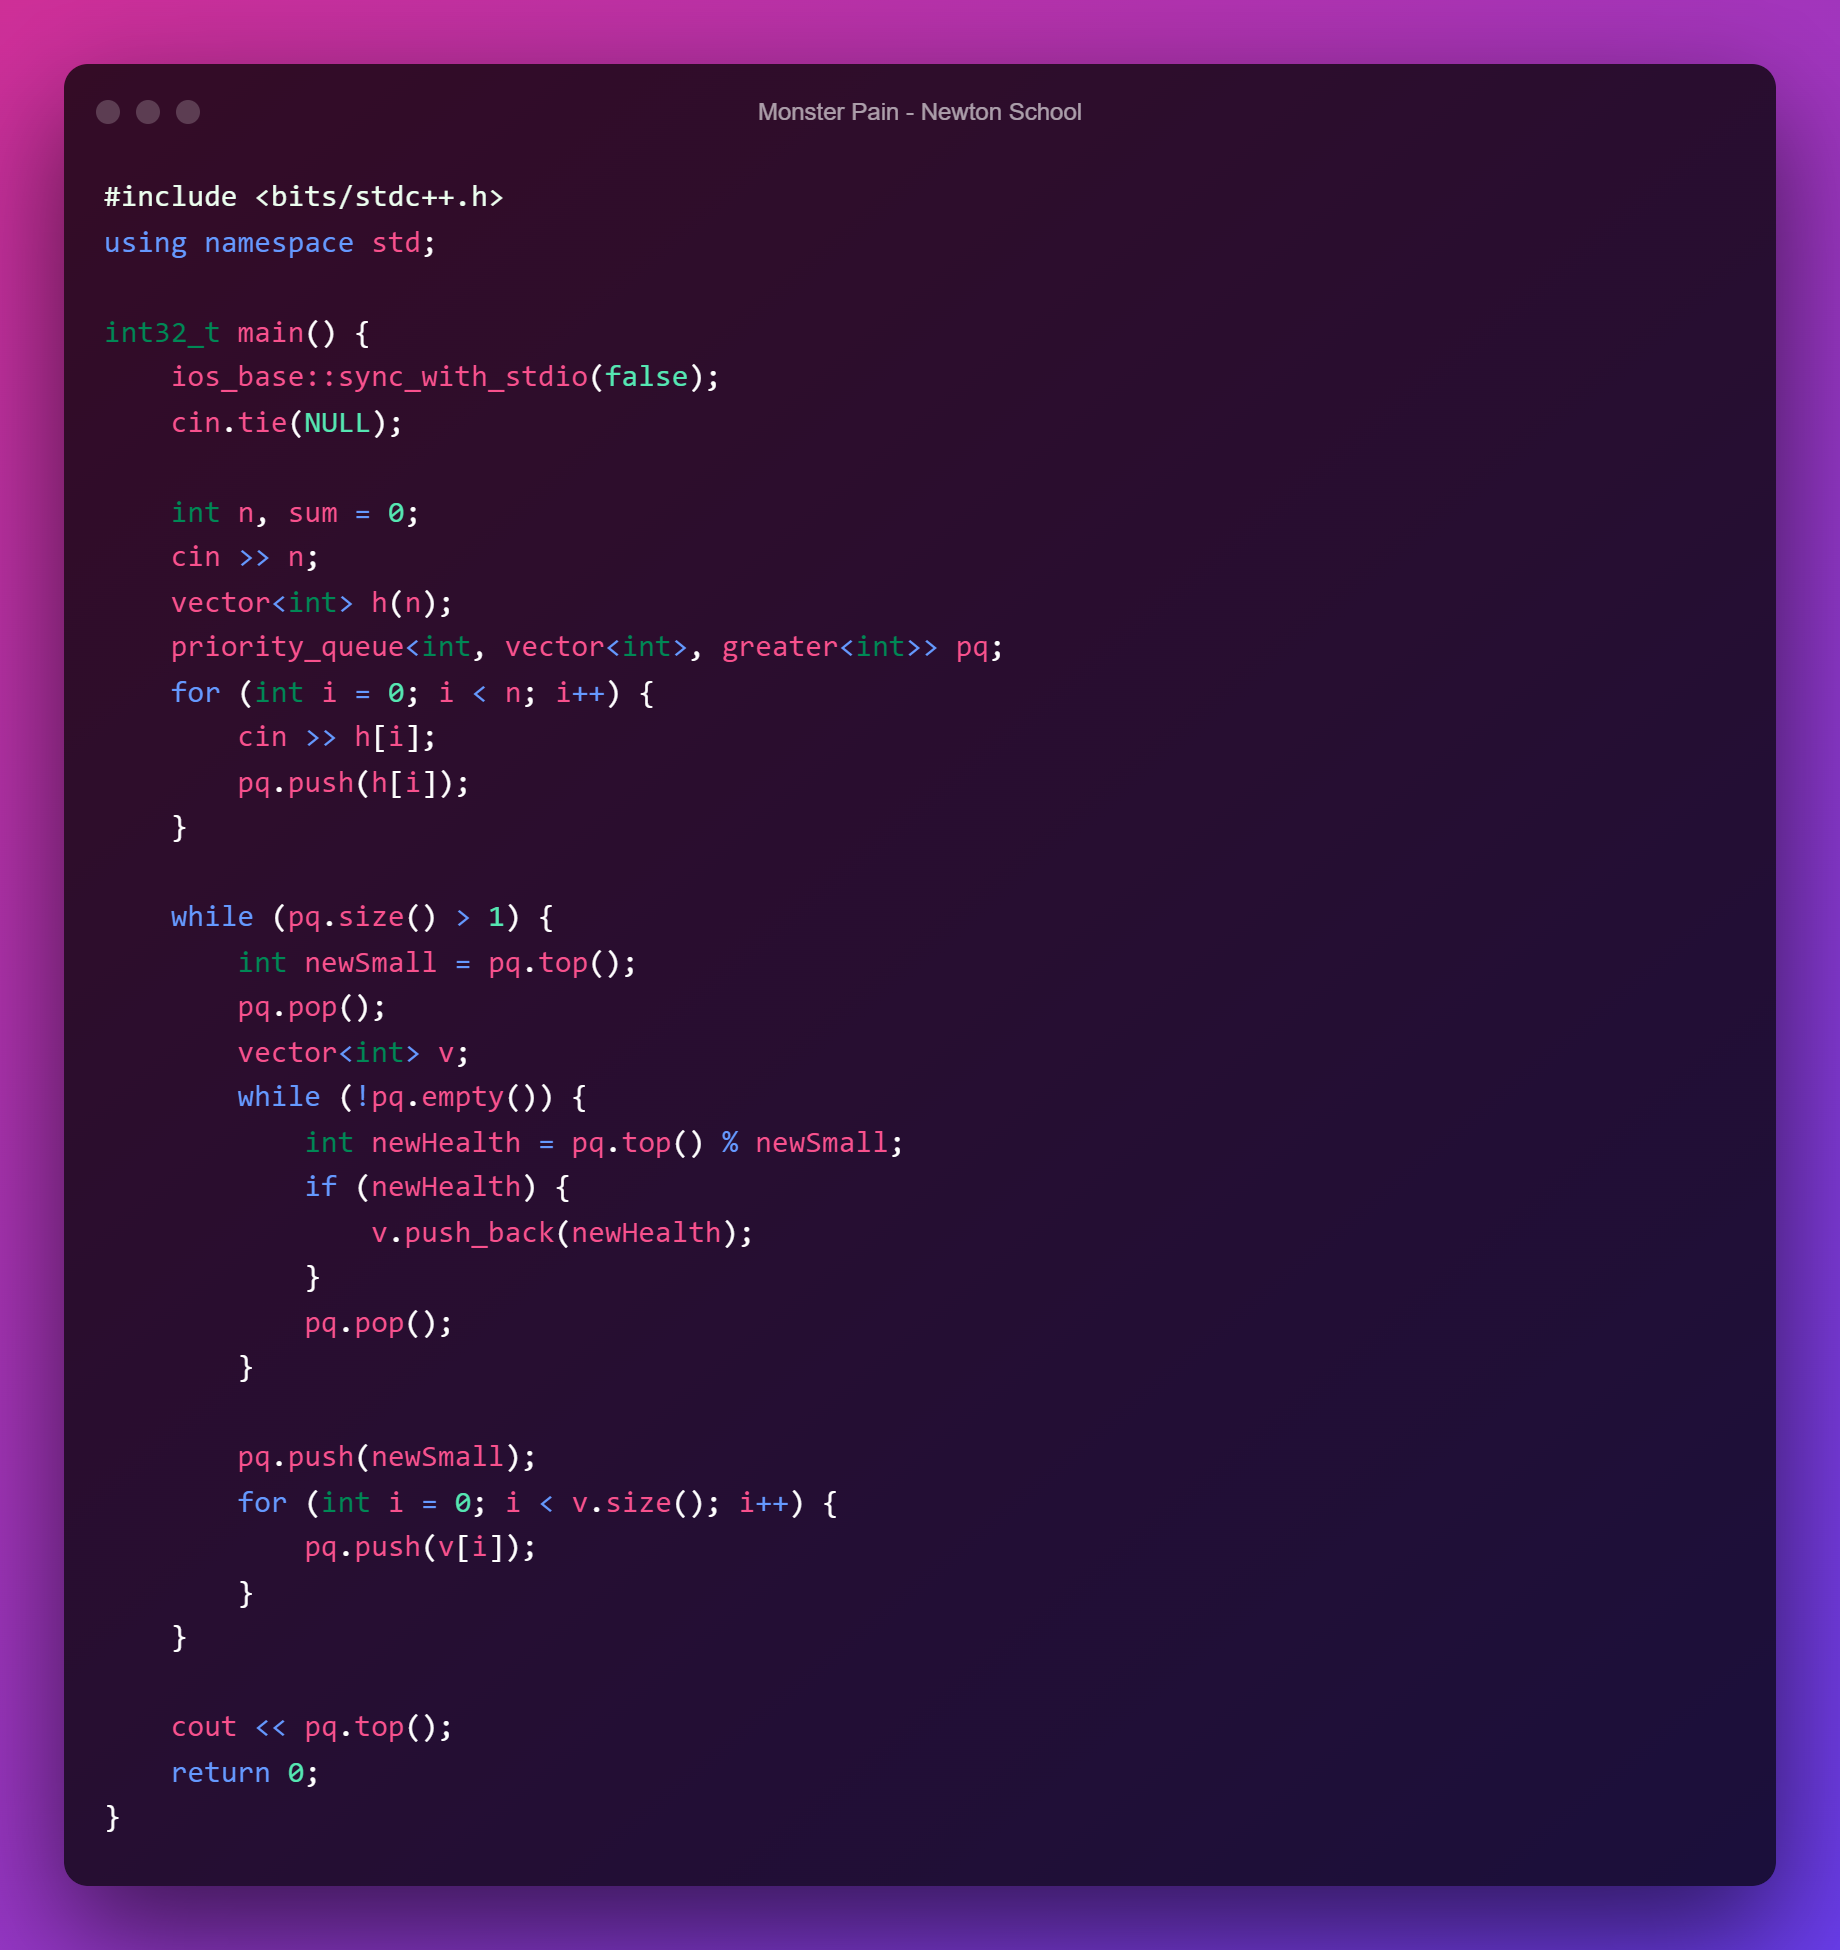 Monster Pain - Newton School
#include <bits/stdc++.h>
using namespace std;
int32_t main() {
    ios_base::sync_with_stdio(false);
    cin.tie(NULL);
    int n, sum = 0;
    cin >> n;
    vector<int> h(n);
    priority_queue<int, vector<int>, greater<int>> pq;
    for (int i = 0; i < n; i++) {
        cin >> h[i];
        pq.push(h[i]);
    }
    while (pq.size() > 1) {
        int newSmall = pq.top();
        pq.pop();
        vector<int> v;
        while (!pq.empty()) {
            int newHealth = pq.top() % newSmall;
            if (newHealth) {
                v.push_back(newHealth);
            }
            pq.pop();
        }
        pq.push(newSmall);
        for (int i = 0; i < v.size(); i++) {
            pq.push(v[i]);
        }
    }
    cout << pq.top();
    return 0;
}